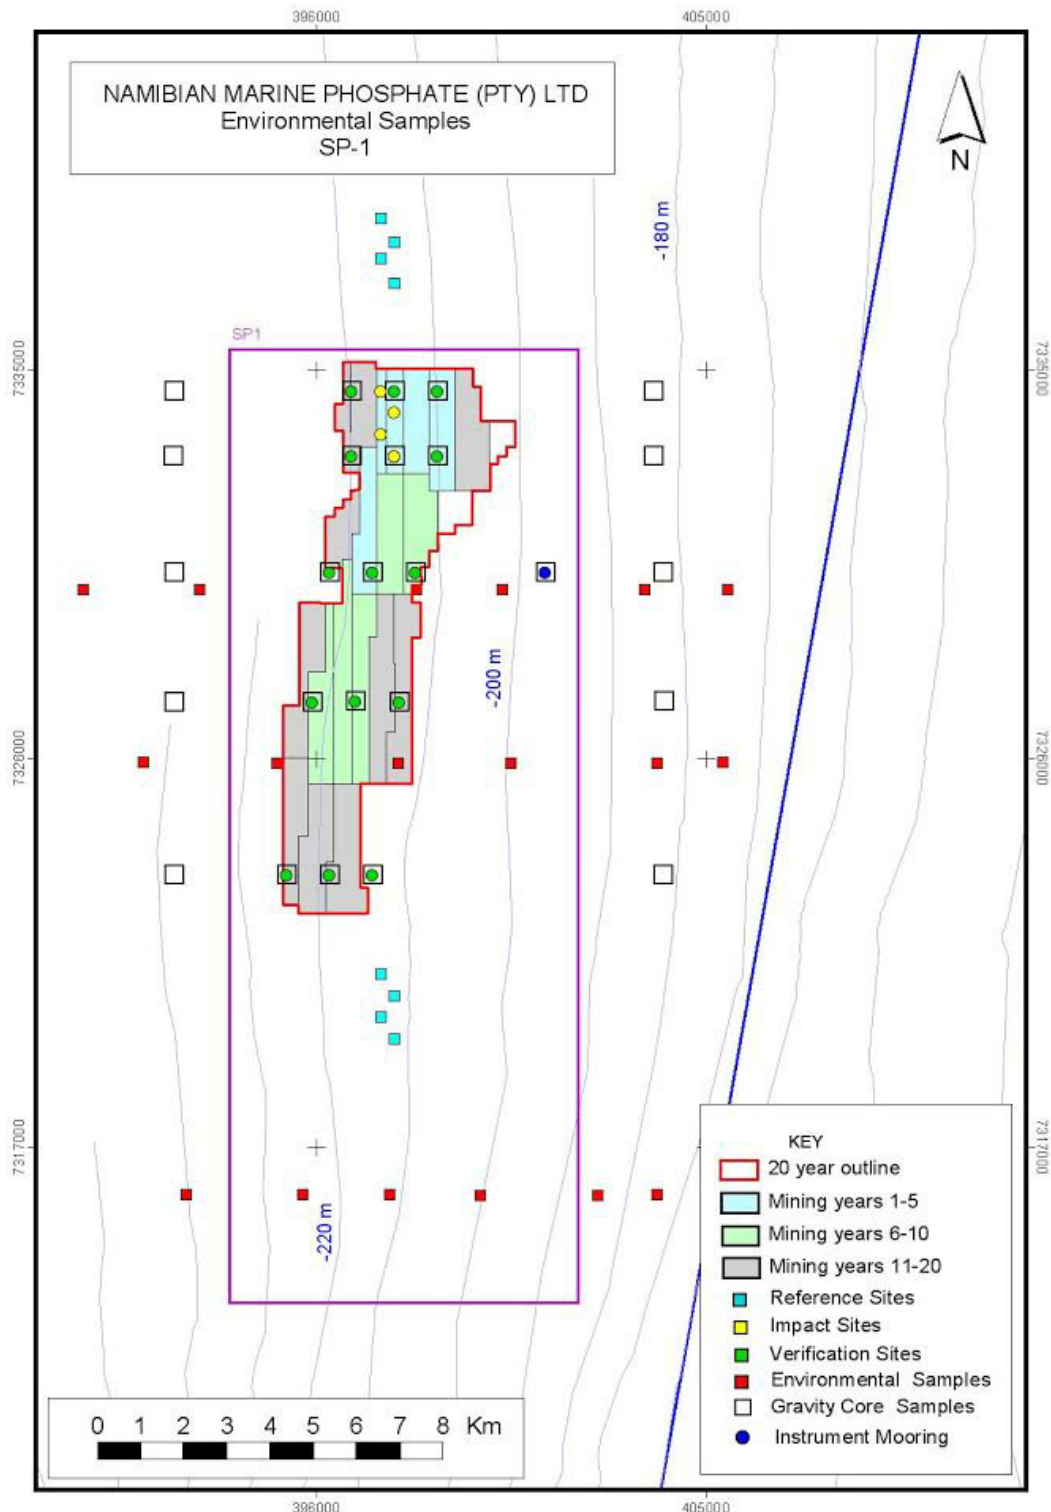 396000
405000
NAMIBIAN MARINE PHOSPHATE (PTY) LTD
Environmental Samples
SP-1
N
-180 m
SP1
7335000
7335000
-200 m
7326000
7326000
7317000
7317000
-220 m
KEY
20 year outline
Mining years 1-5
Mining years 6-10
Mining years 11-20
Reference Sites
Impact Sites
Verification Sites
Environmental Samples
Gravity Core Samples
Instrument Mooring
0 1 2 3 4 5 6 7 8 Km
396000
405000